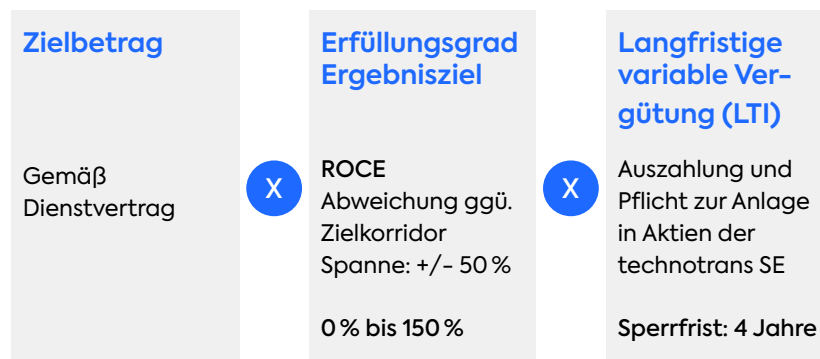 Zielbetrag
Gemäß
Dienstvertrag
X
Erfüllungsgrad
Ergebnisziel
ROCE
Abweichung ggü.
Zielkorridor
Spanne: +/- 50 %
0 % bis 150 %
X
Langfristige
variable Ver-
gütung (LTI)
Auszahlung und
Pflicht zur Anlage
in Aktien der
technotrans SE
Sperrfrist: 4 Jahre